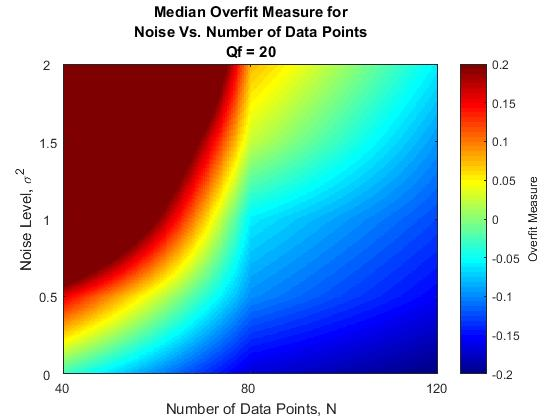 Median Overfit Measure for
Noise Vs. Number of Data Points
Qf = 20
Noise Level, σ²
2
1.5
1
0.5
0
40
80
120
Number of Data Points, N
0.2
0.15
0.1
0.05
0
-0.05
-0.1
-0.15
-0.2
Overfit Measure